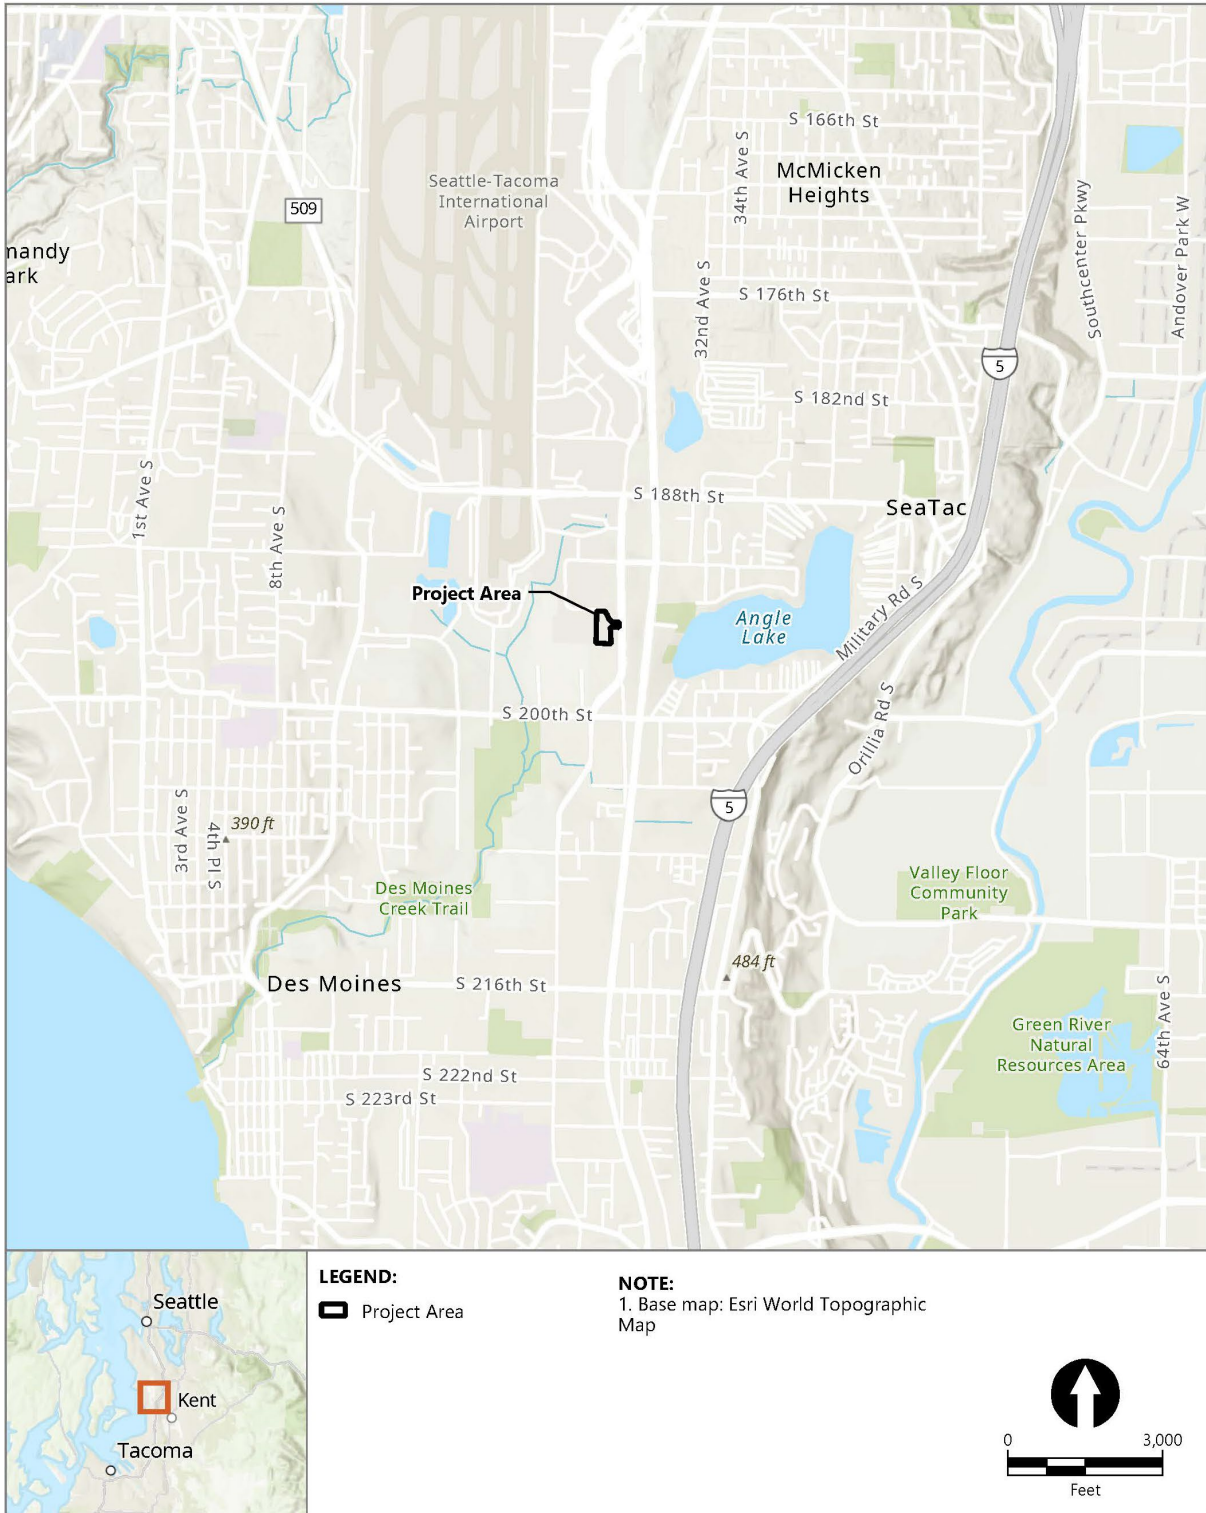 S 166th St
34th Ave S
McMicken
Heights
Seattle-Tacoma
International
Airport
509
Southcenter Pkwy
Andover Park W
mandy
ark
32nd Ave S
S 176th St
5
S 182nd St
1st Ave S
S 188th St
SeaTac
8th Ave S
Project Area
Angle
Lake
Military Rd S
S 200th St
Orillia Rd S
5
3rd Ave S
4th Pl S
390 ft
Des Moines
Creek Trail
Valley Floor
Community
Park
484 ft
Des Moines
S 216th St
64th Ave S
Green River
Natural
Resources Area
S 222nd St
S 223rd St
Seattle
Kent
Tacoma
LEGEND:
Project Area
NOTE:
1. Base map: Esri World Topographic
Map
0 3,000
Feet